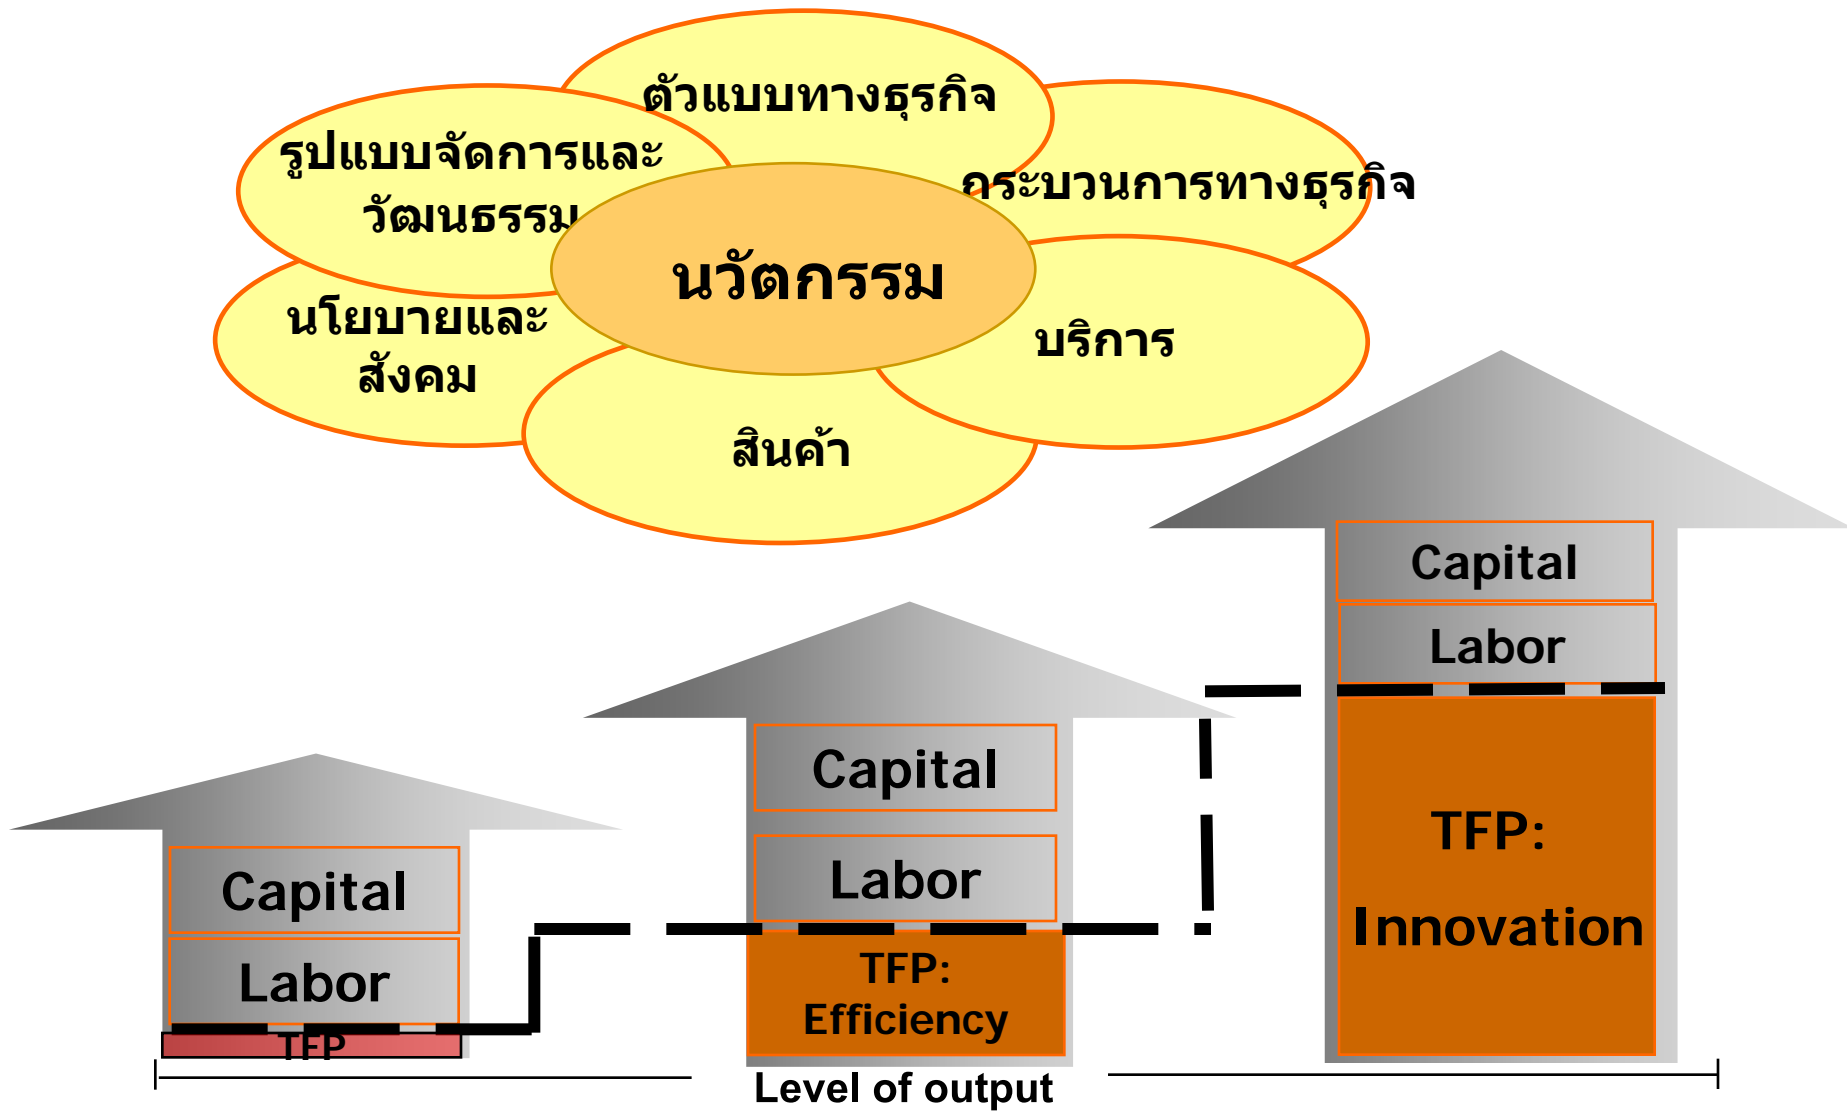 ตัวแบบทางธุรกิจ
รูปแบบจัดการและ
วัฒนธรรม
กระบวนการทางธุรกิจ
นวัตกรรม
นโยบายและ
สังคม
บริการ
สินค้า
Capital
Labor
TFP
Capital
Labor
TFP:
Efficiency
Capital
Labor
TFP:
Innovation
Level of output